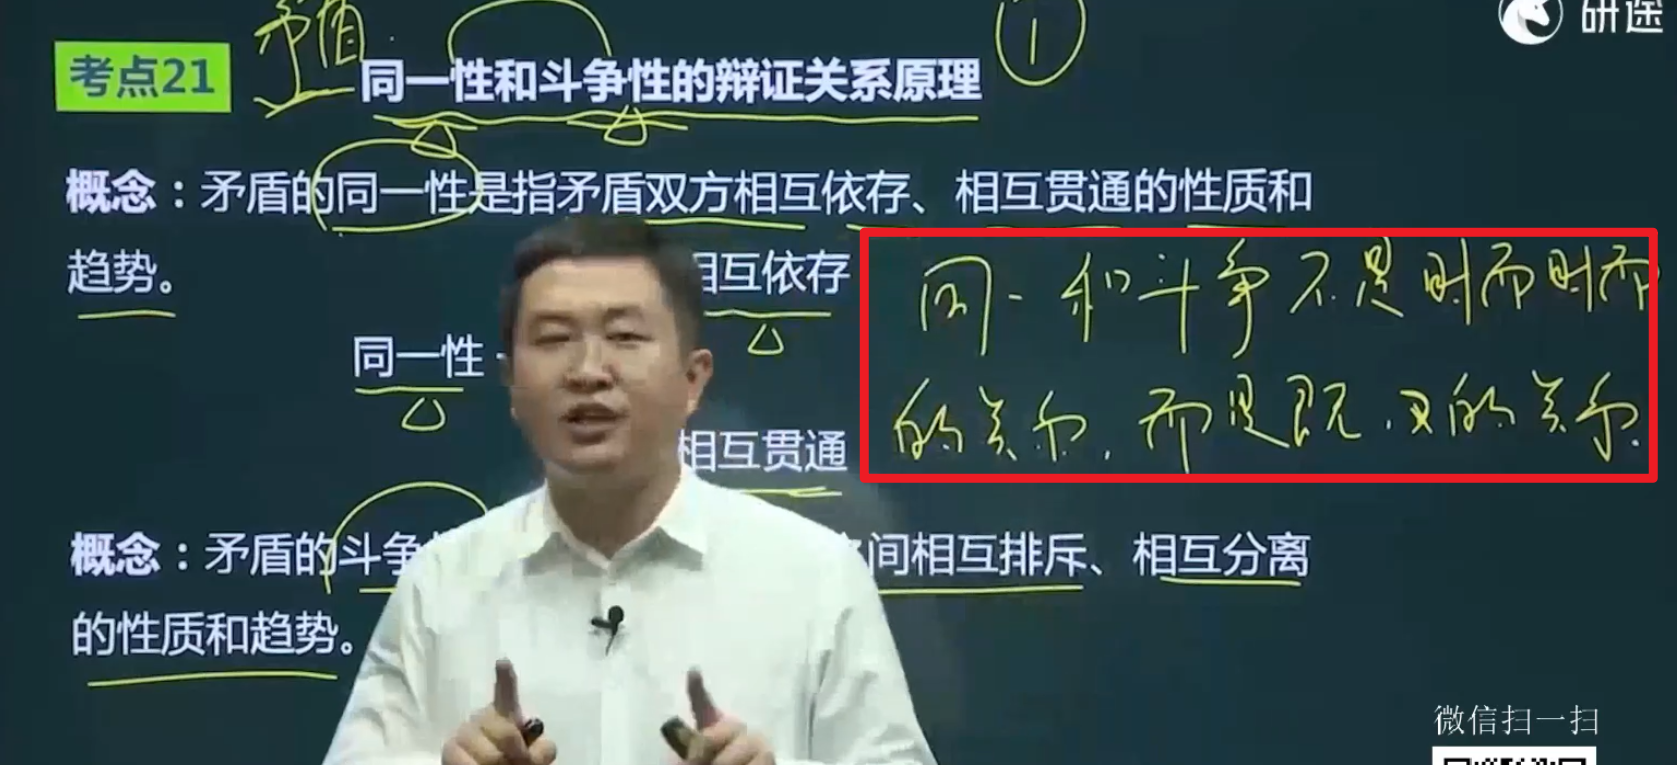 矛盾
①
研途
考点21
同一性和斗争性的辩证关系原理
概念：矛盾的同一性是指矛盾双方相互依存、相互贯通的性质和
趋势。
相互依存
同一和斗争不是时而时而
的关系，而是既，又的关系.
同一性
相互贯通
概念：矛盾的斗争
之间相互排斥、相互分离
的性质和趋势。
微信扫一扫